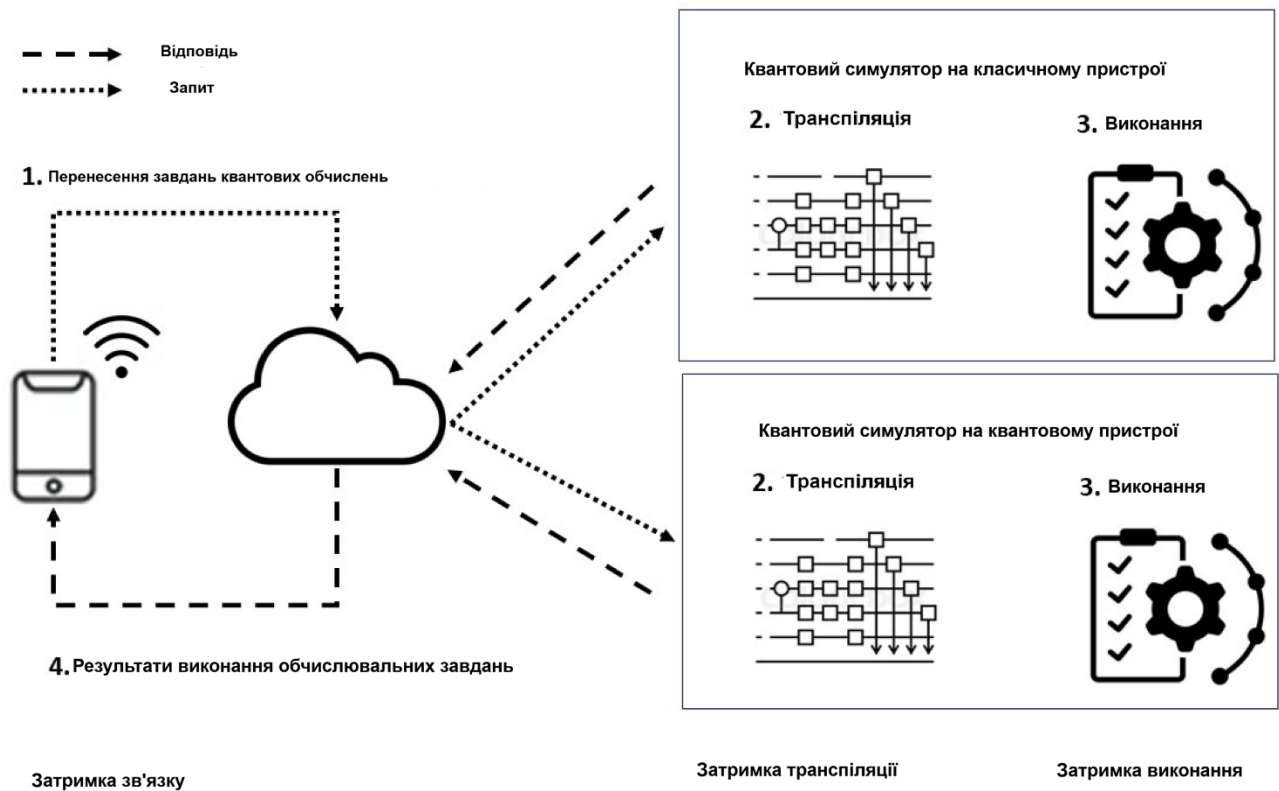 Відповідь
Запит
1. Перенесення завдань квантових обчислень
Квантовий симулятор на класичному пристрої
2. Транспіляція
3. Виконання
Квантовий симулятор на квантовому пристрої
2. Транспіляція
3. Виконання
4. Результати виконання обчислювальних завдань
Затримка зв'язку
Затримка транспіляції
Затримка виконання